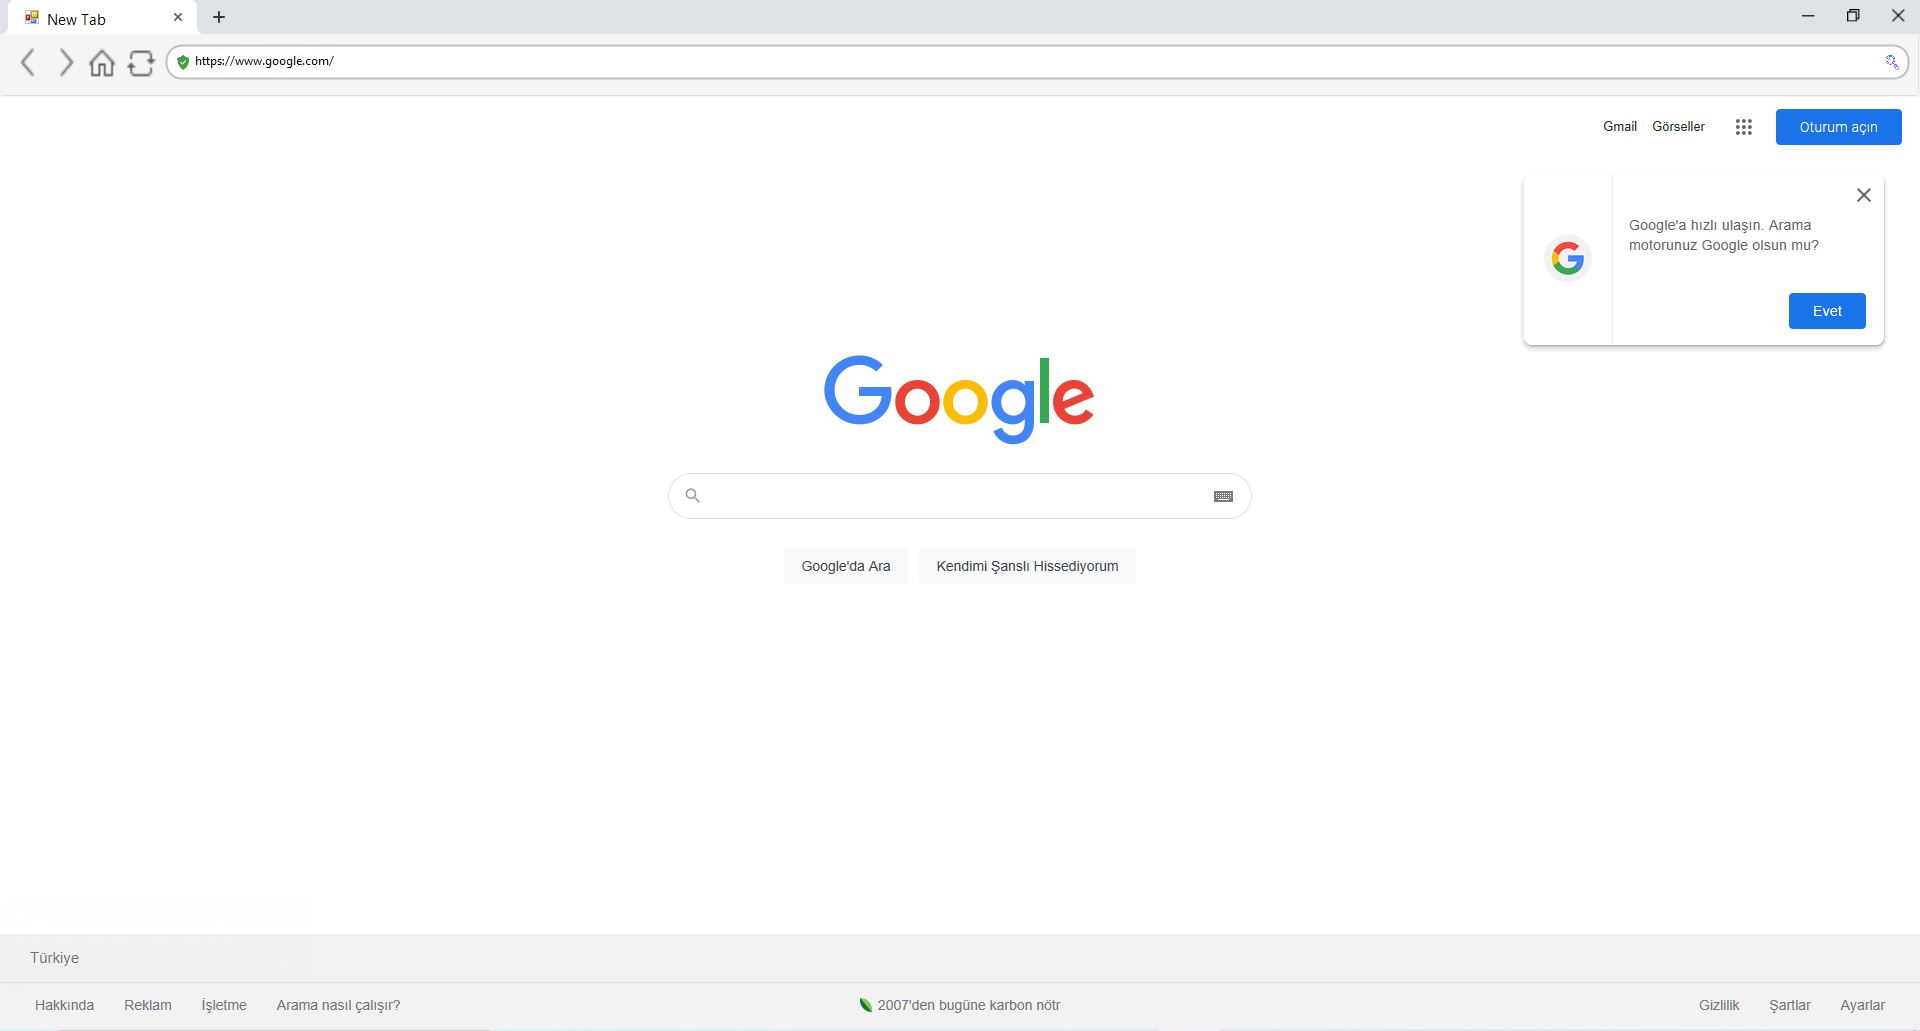 New Tab
https://www.google.com/
Gmail Görseller Oturum açın
Google'a hızlı ulaşın. Arama
motorunuz Google olsun mu?
Evet
Google
Google'da Ara Kendimi Şanslı Hissediyorum
Türkiye
Hakkında Reklam İşletme Arama nasıl çalışır? 2007'den bugüne karbon nötr Gizlilik Şartlar Ayarlar